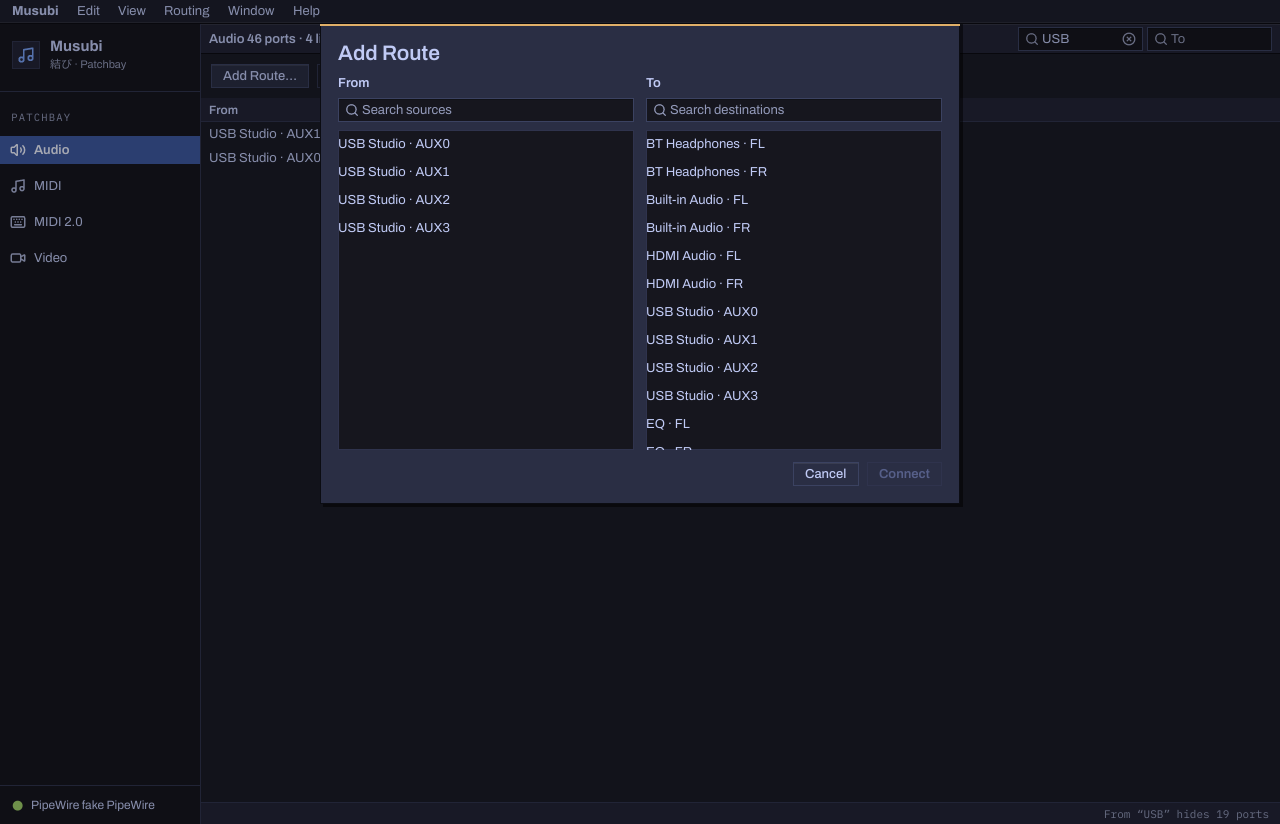 Musubi Edit View Routing Window Help
Musubi
結び · Patchbay
PATCHBAY
Audio
MIDI
MIDI 2.0
Video
PipeWire fake PipeWire
Audio 46 ports · 4 li
USB
To
Add Route...
From
USB Studio · AUX1
USB Studio · AUX0
Add Route
From
Search sources
USB Studio · AUX0
USB Studio · AUX1
USB Studio · AUX2
USB Studio · AUX3
To
Search destinations
BT Headphones · FL
BT Headphones · FR
Built-in Audio · FL
Built-in Audio · FR
HDMI Audio · FL
HDMI Audio · FR
USB Studio · AUX0
USB Studio · AUX1
USB Studio · AUX2
USB Studio · AUX3
EQ · FL
EQ · FR
Cancel
Connect
From “USB” hides 19 ports